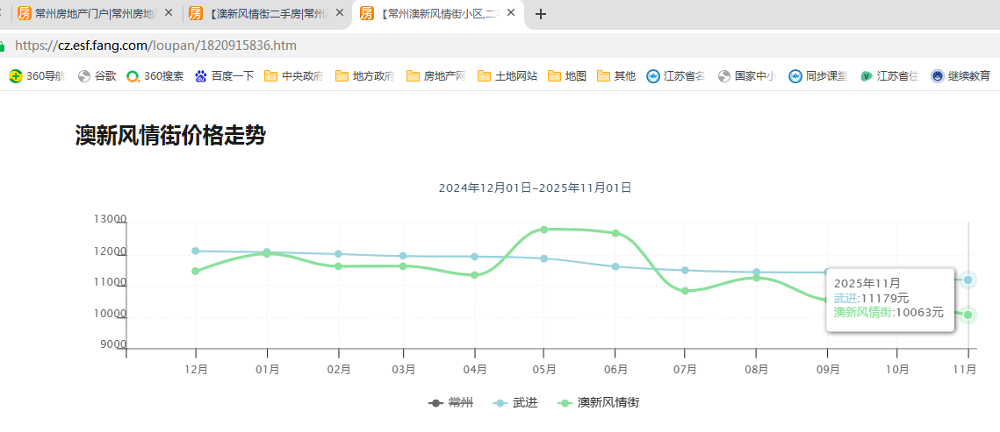 常州房地产门户|常州房地产
【澳新风情街二手房|常州
【常州澳新风情街小区,二手
https://cz.esf.fang.com/loupan/1820915836.htm
360导航 谷歌 360搜索 百度一下 中央政府 地方政府 房地产网 土地网站 地图 其他 江苏省名 国家中小 同步课堂 江苏省住 继续教育
澳新风情街价格走势
2024年12月01日-2025年11月01日
13000
12000
11000
10000
9000
2025年11月
武进:11179元
澳新风情街:10063元
12月 01月 02月 03月 04月 05月 06月 07月 08月 09月 10月 11月
常州 武进 澳新风情街